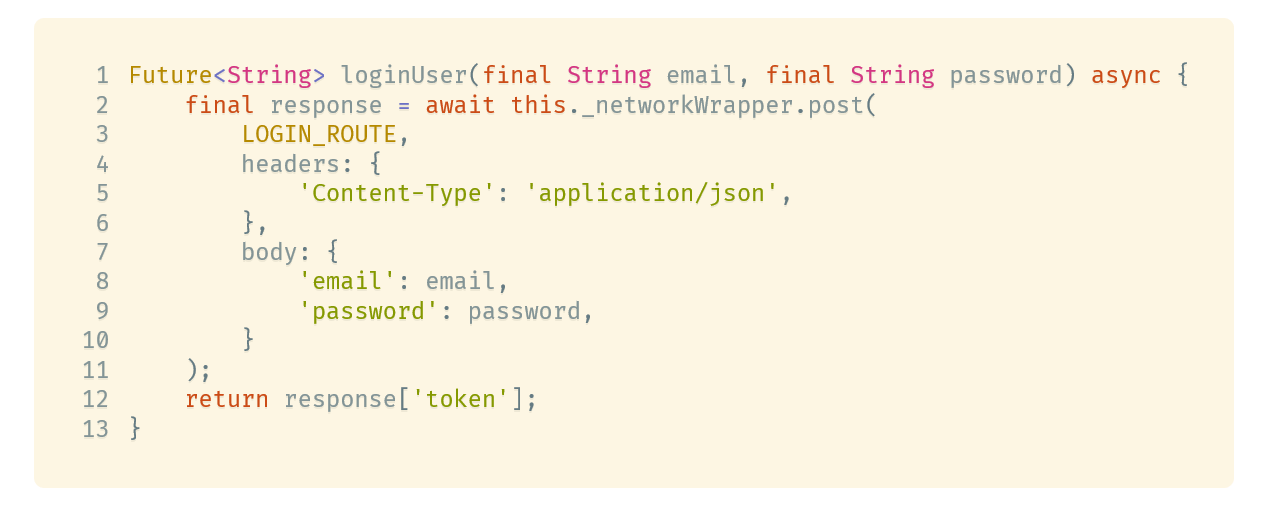 1 Future<String> loginUser(final String email, final String password) async {
2     final response = await this._networkWrapper.post(
3         LOGIN_ROUTE,
4         headers: {
5             'Content-Type': 'application/json',
6         },
7         body: {
8             'email': email,
9             'password': password,
10         }
11     );
12     return response['token'];
13 }